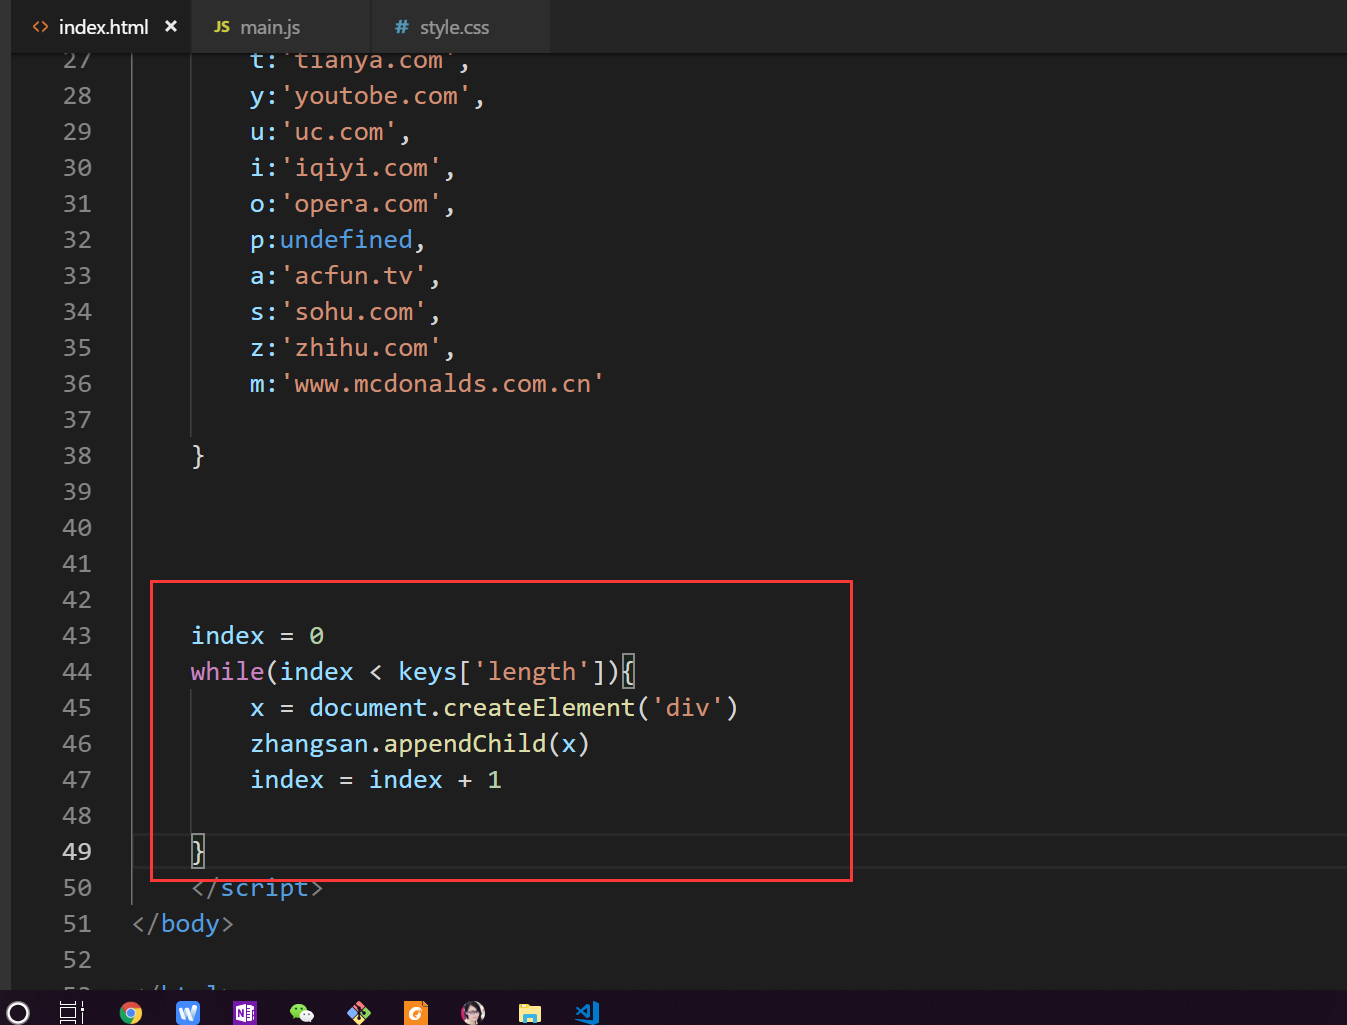 index.html
JS main.js
# style.css
27 t:'tianya.com',
28 y:'youtobe.com',
29 u:'uc.com',
30 i:'iqiyi.com',
31 o:'opera.com',
32 p:undefined,
33 a:'acfun.tv',
34 s:'sohu.com',
35 z:'zhihu.com',
36 m:'www.mcdonalds.com.cn'
37
38 }
39
40
41
42
43 index = 0
44 while(index < keys['length']){
45 x = document.createElement('div')
46 zhangsan.appendChild(x)
47 index = index + 1
48
49 }
50 </script>
51 </body>
52